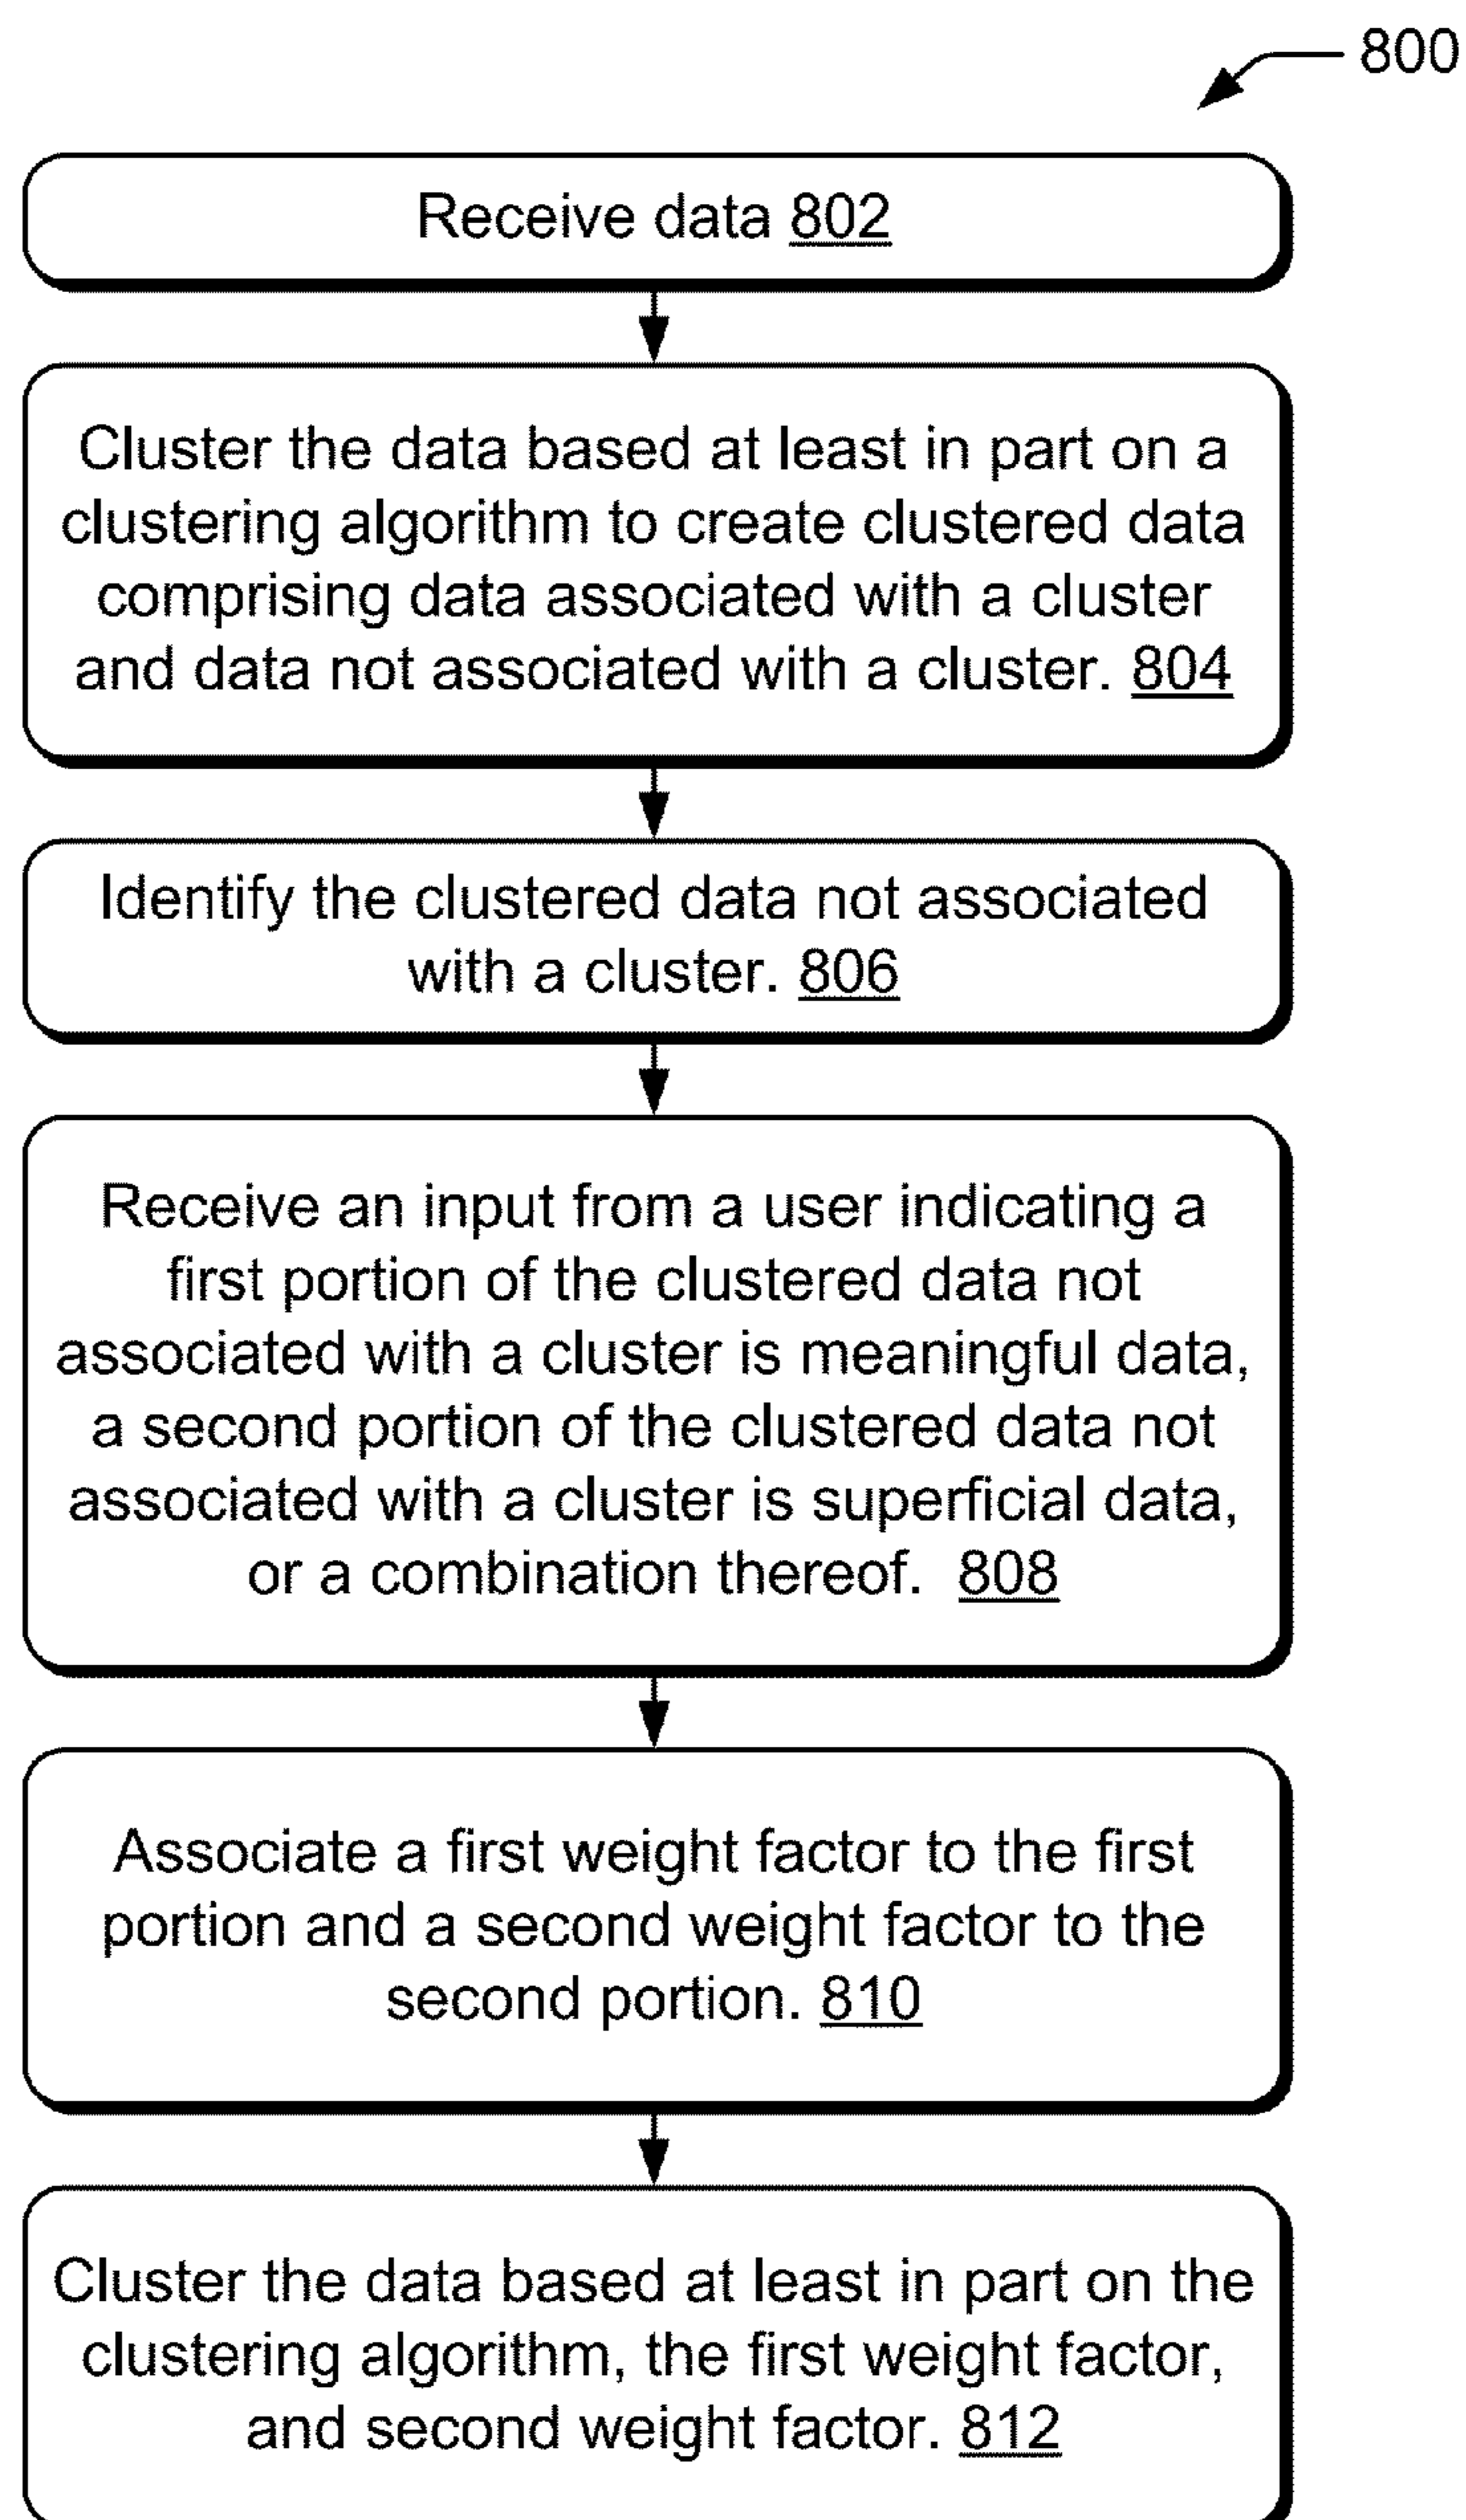 800
Receive data 802
Cluster the data based at least in part on a
clustering algorithm to create clustered data
comprising data associated with a cluster
and data not associated with a cluster. 804
Identify the clustered data not associated
with a cluster. 806
Receive an input from a user indicating a
first portion of the clustered data not
associated with a cluster is meaningful data,
a second portion of the clustered data not
associated with a cluster is superficial data,
or a combination thereof. 808
Associate a first weight factor to the first
portion and a second weight factor to the
second portion. 810
Cluster the data based at least in part on the
clustering algorithm, the first weight factor,
and second weight factor. 812